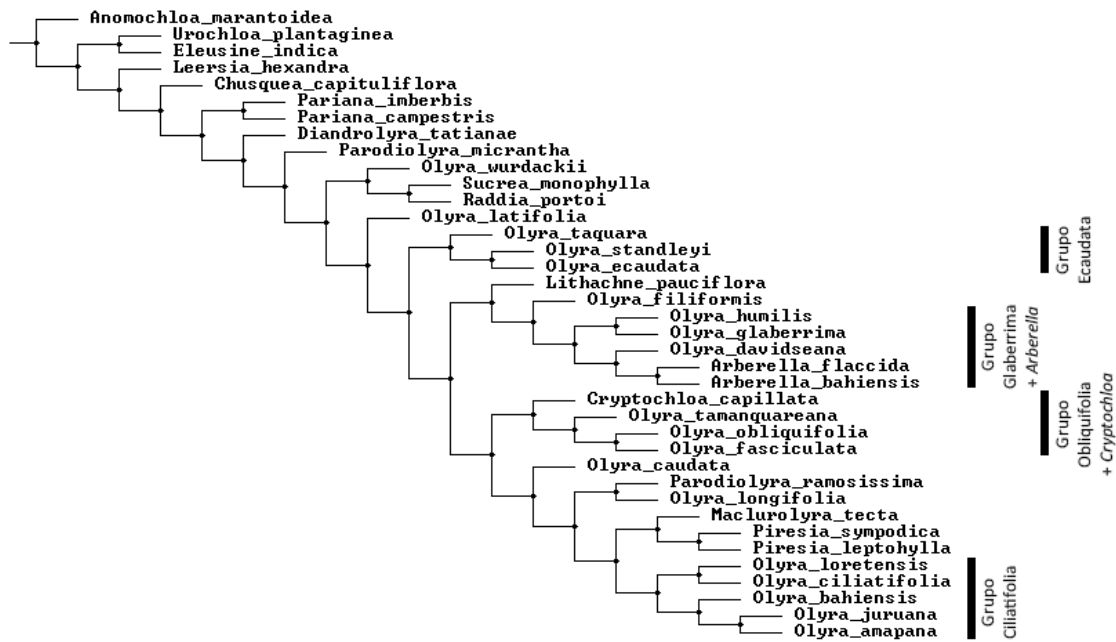 Anomochloa_marantoidea
Urochloa_plantaginea
Eleusine_indica
Leersia_hexandra
Chusquea_capituliflora
Pariana_imberbis
Pariana_campestris
Diandrolyra_tatianae
Parodiolyra_micrantha
Olyra_wurdackii
Sucrea_monophylla
Raddia_portoi
Olyra_latifolia
Olyra_taquara
Olyra_standleyi
Olyra_ecaudata
Lithachne_pauciflora
Olyra_filiformis
Olyra_humilis
Olyra_glaberrima
Olyra_davidseana
Arberella_flaccida
Arberella_bahiensis
Cryptochloa_capillata
Olyra_tamanquareana
Olyra_obliquifolia
Olyra_fasciculata
Olyra_caudata
Parodiolyra_ramosissima
Olyra_longifolia
Maclurolyra_tecta
Piresia_sympodica
Piresia_leptohylla
Olyra_loretensis
Olyra_ciliatifolia
Olyra_bahiensis
Olyra_juruana
Olyra_amapana
Grupo
Ecaudata
Grupo
Glaberrima
+ Arberella
Grupo
Obliquifolia
+ Cryptochloa
Grupo
Ciliatifolia